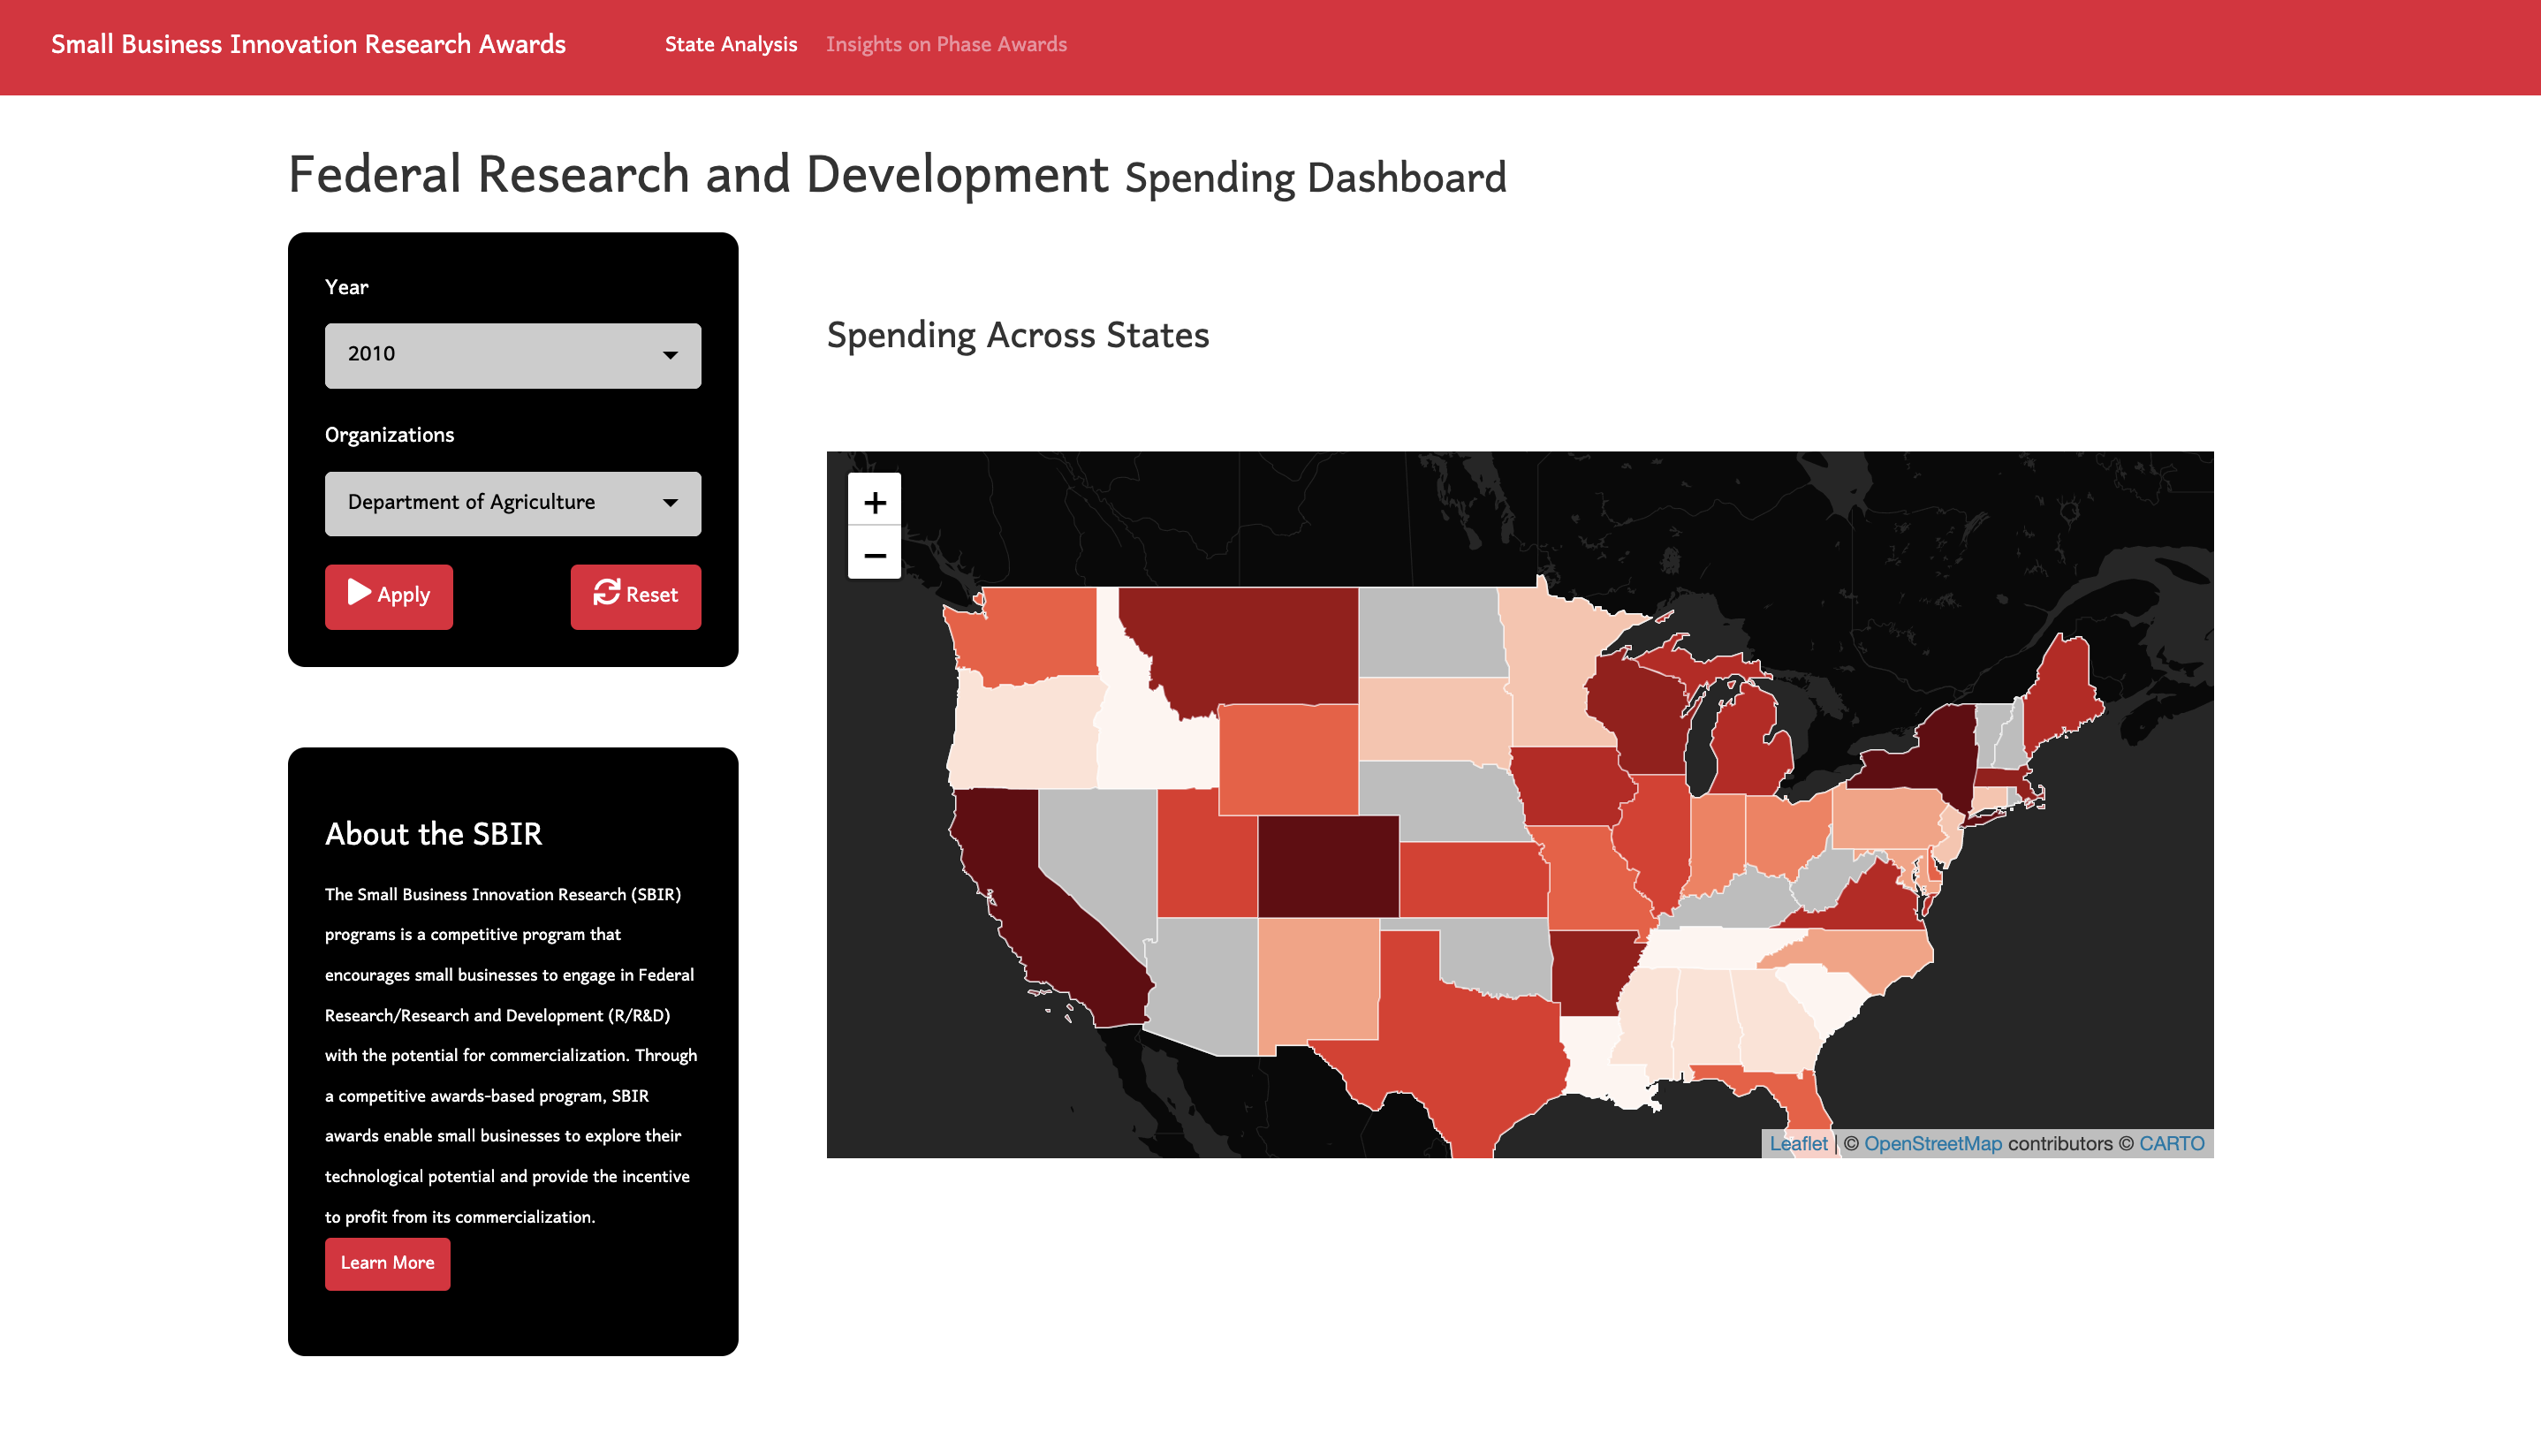 Small Business Innovation Research Awards
State Analysis
Insights on Phase Awards
Federal Research and Development Spending Dashboard
Year
2010
Organizations
Department of Agriculture
Apply
Reset
Spending Across States
+
−
About the SBIR
The Small Business Innovation Research (SBIR)
programs is a competitive program that
encourages small businesses to engage in Federal
Research/Research and Development (R/R&D)
with the potential for commercialization. Through
a competitive awards-based program, SBIR
awards enable small businesses to explore their
technological potential and provide the incentive
to profit from its commercialization.
Learn More
Leaflet | © OpenStreetMap contributors © CARTO